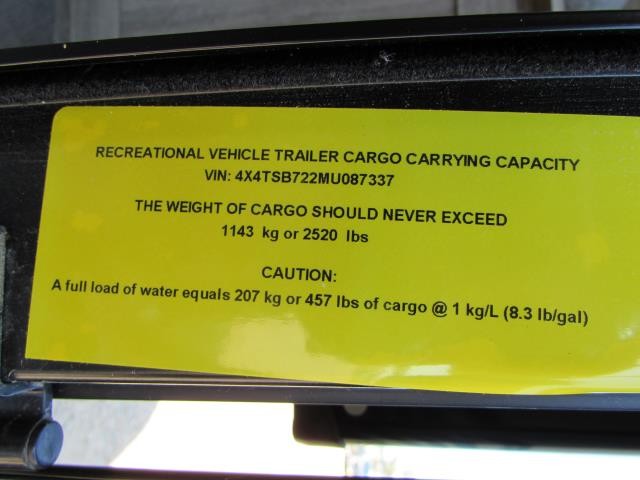 RECREATIONAL VEHICLE TRAILER CARGO CARRYING CAPACITY
VIN: 4X4TSB722MU087337
THE WEIGHT OF CARGO SHOULD NEVER EXCEED
1143 kg or 2520 lbs
CAUTION:
A full load of water equals 207 kg or 457 lbs of cargo @ 1 kg/L (8.3 lb/gal)